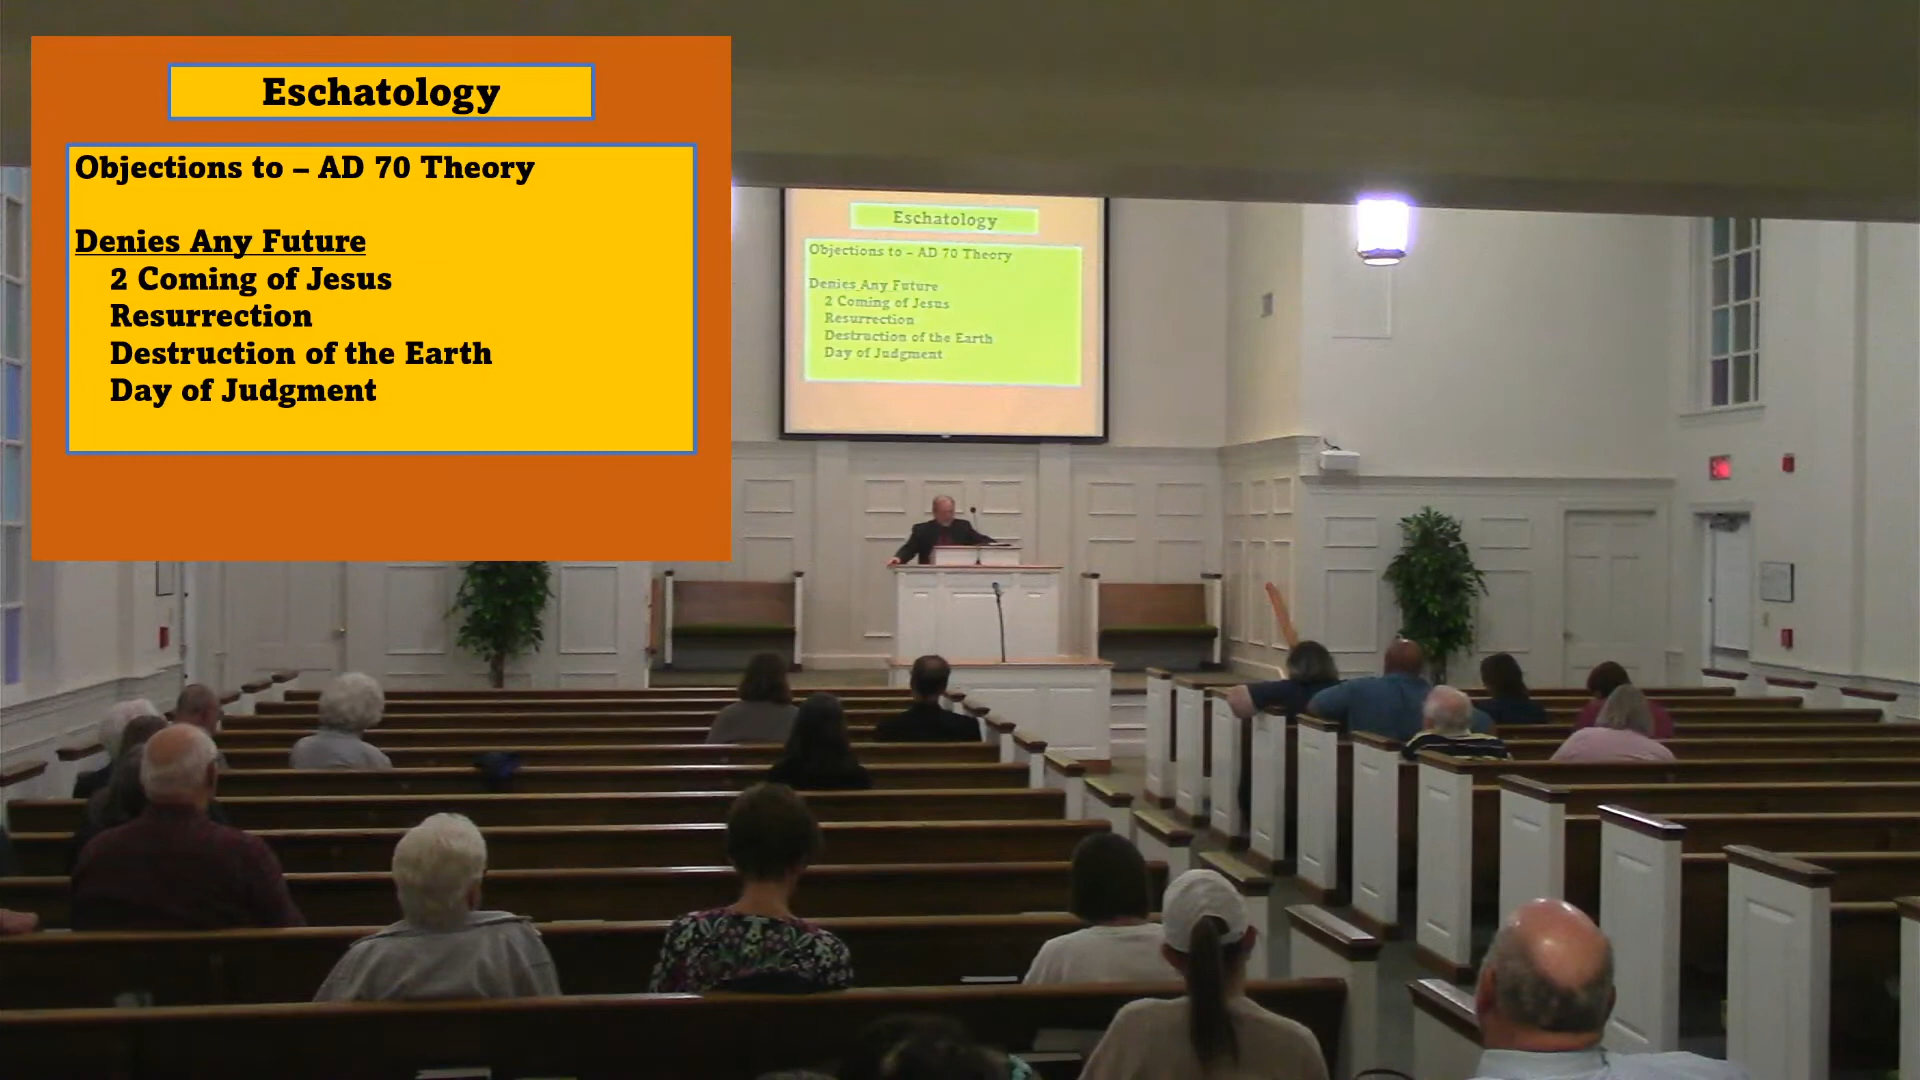 Eschatology
Objections to – AD 70 Theory
Denies Any Future
2 Coming of Jesus
Resurrection
Destruction of the Earth
Day of Judgment
Eschatology
Objections to – AD 70 Theory
Denies Any Future
2 Coming of Jesus
Resurrection
Destruction of the Earth
Day of Judgment